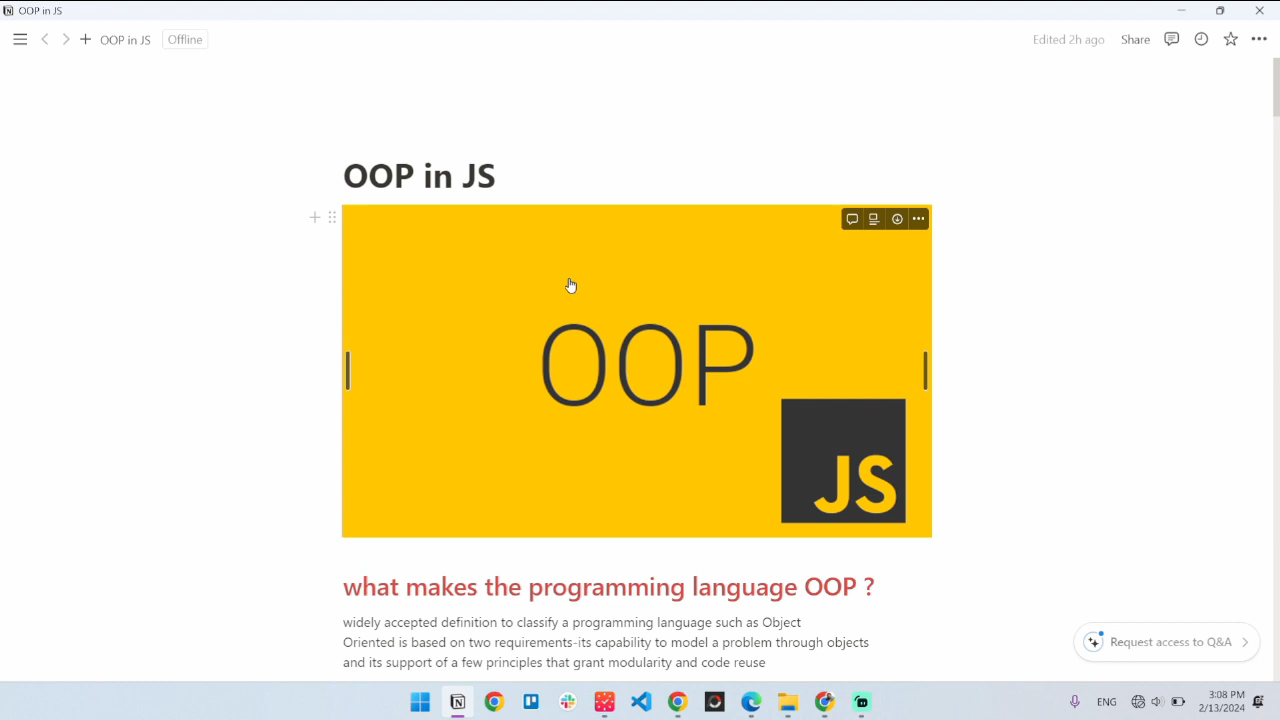 OOP in JS
OOP in JS
Offline
Edited 2h ago
Share
OOP in JS
OOP
JS
what makes the programming language OOP ?
widely accepted definition to classify a programming language such as Object
Oriented is based on two requirements-its capability to model a problem through objects
and its support of a few principles that grant modularity and code reuse
Request access to Q&A
ENG
3:08 PM
2/13/2024